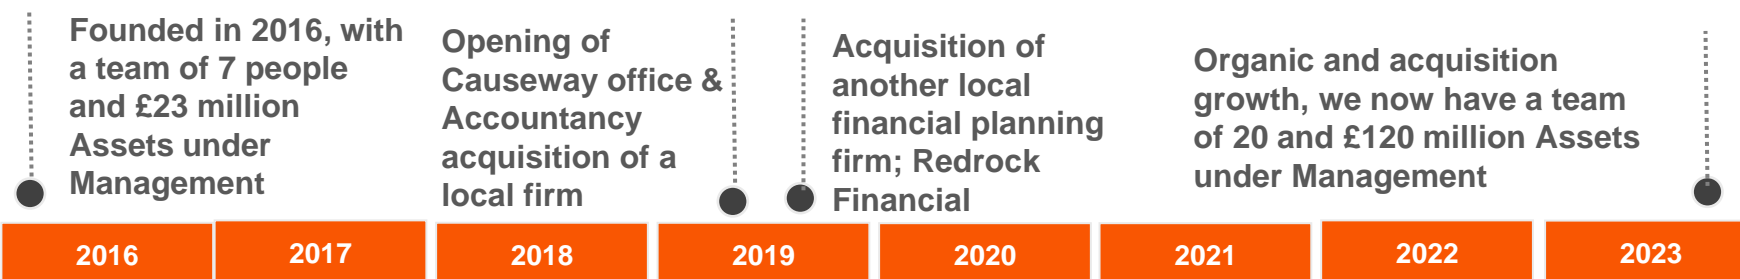 Founded in 2016, with
a team of 7 people
and £23 million
Assets under
Management
Opening of
Causeway office &
Accountancy
acquisition of a
local firm
Acquisition of
another local
financial planning
firm; Redrock
Financial
Organic and acquisition
growth, we now have a team
of 20 and £120 million Assets
under Management
2016
2017
2018
2019
2020
2021
2022
2023